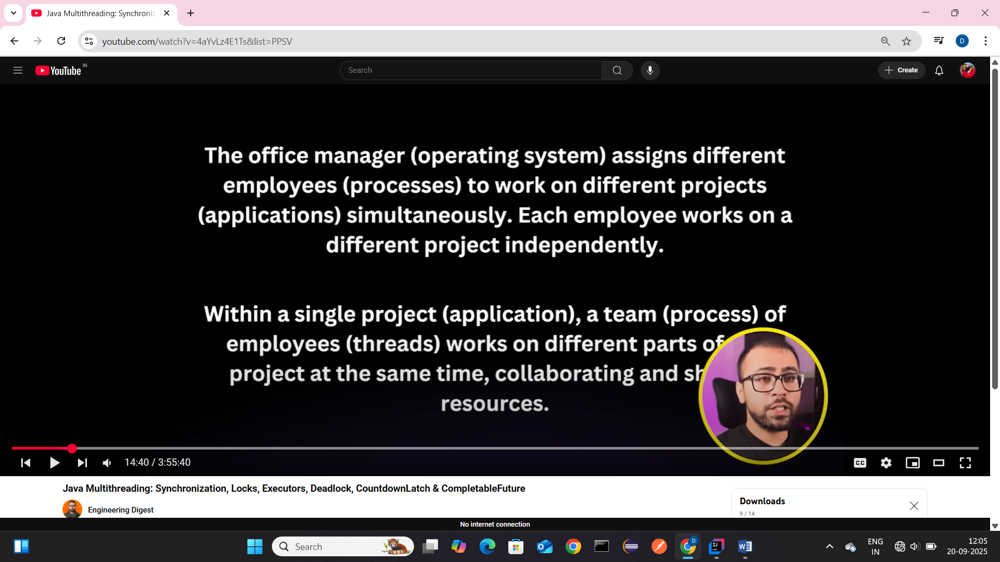 Java Multithreading: Synchroniz
youtube.com/watch?v=4aYvLz4E1Ts&list=PPSV
D
YouTube IN
Search
Create
The office manager (operating system) assigns different
employees (processes) to work on different projects
(applications) simultaneously. Each employee works on a
different project independently.
Within a single project (application), a team (process) of
employees (threads) works on different parts of
project at the same time, collaborating and sh
resources.
14:40 / 3:55:40
CC
Java Multithreading: Synchronization, Locks, Executors, Deadlock, CountdownLatch & CompletableFuture
Engineering Digest
Downloads
9 / 14
No internet connection
Search
D
ENG
IN
12:05
20-09-2025